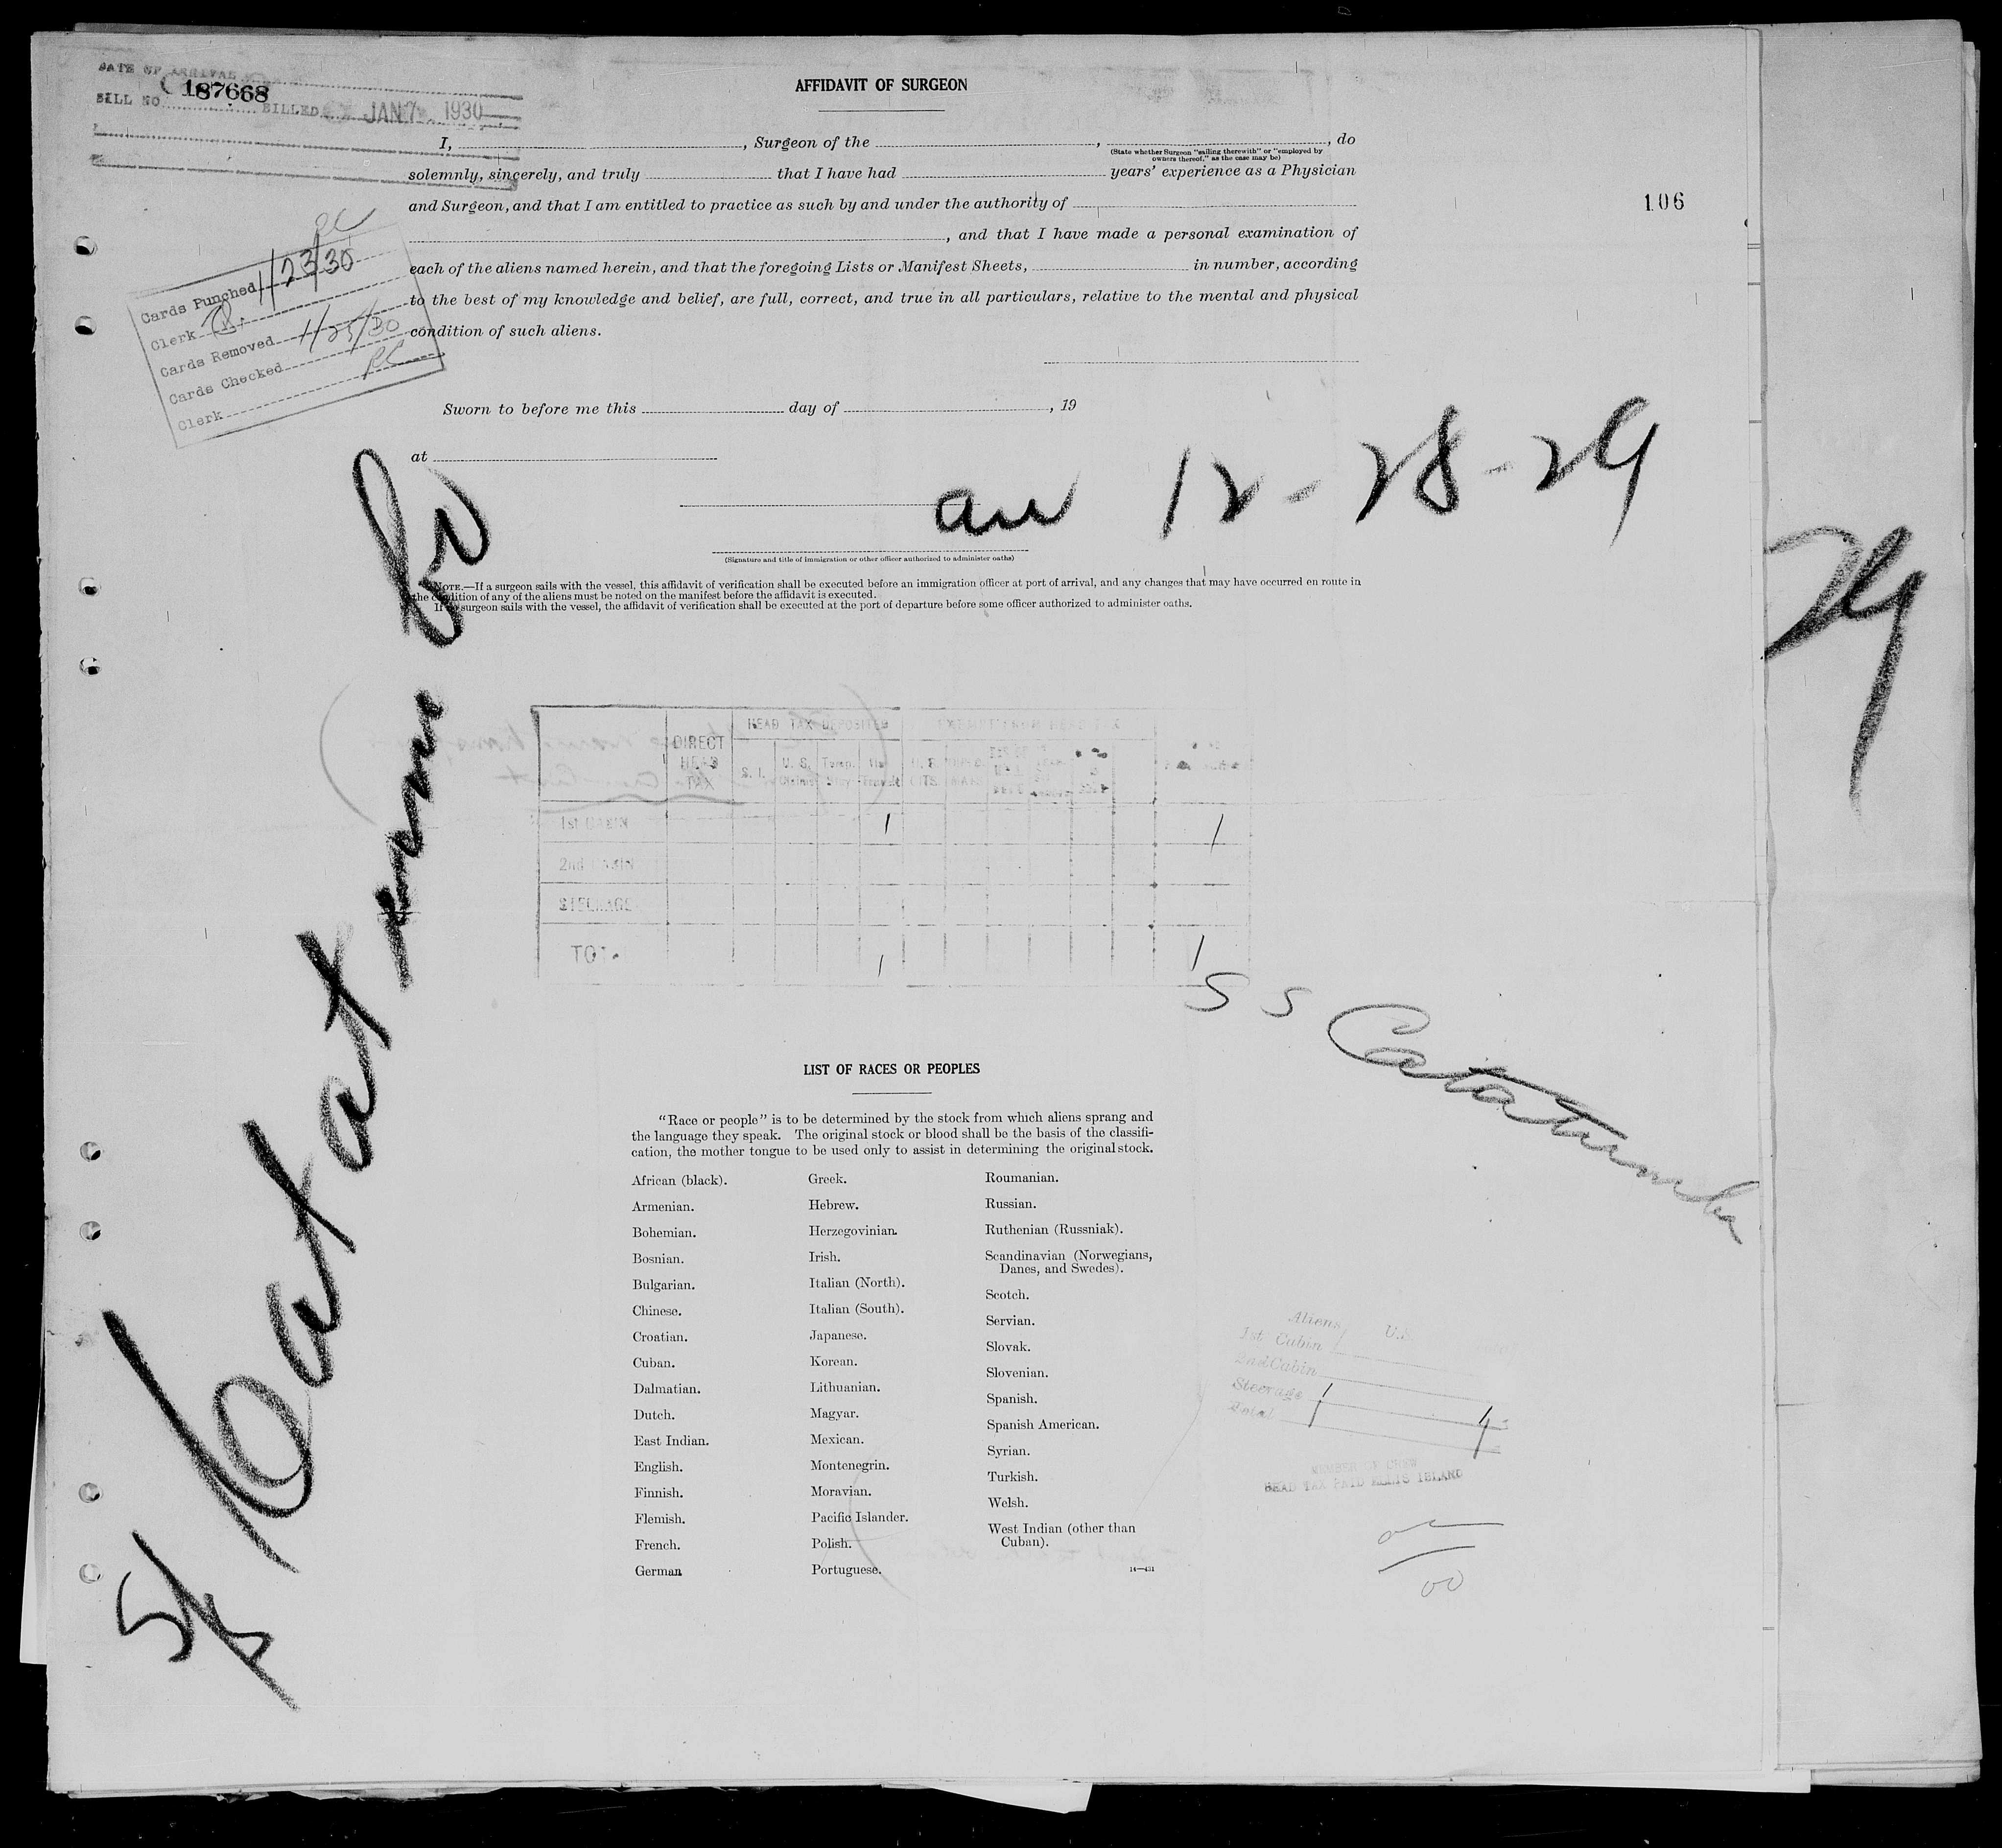 DATE OF ARRIVAL
BILL NO. 187668 BILLED JAN 7 1930
AFFIDAVIT OF SURGEON
I, , Surgeon of the , , do
(State whether Surgeon "sailing therewith" or "employed by
owners thereof," as the case may be)
solemnly, sincerely, and truly that I have had years' experience as a Physician
and Surgeon, and that I am entitled to practice as such by and under the authority of
, and that I have made a personal examination of
each of the aliens named herein, and that the foregoing Lists or Manifest Sheets, in number, according
to the best of my knowledge and belief, are full, correct, and true in all particulars, relative to the mental and physical
condition of such aliens.
106
Cards Punched 1/23/30
Clerk
Cards Removed 1/25/30
Cards Checked
Clerk
Sworn to before me this day of , 19
at
arr 12-28-29
(Signature and title of immigration or other officer authorized to administer oaths)
NOTE.—If a surgeon sails with the vessel, this affidavit of verification shall be executed before an immigration officer at port of arrival, and any changes that may have occurred en route in
the condition of any of the aliens must be noted on the manifest before the affidavit is executed.
If no surgeon sails with the vessel, the affidavit of verification shall be executed at the port of departure before some officer authorized to administer oaths.
29
HEAD TAX DEPOSITED EXEMPT FROM HEAD TAX
DIRECT HEAD TAX S. I. U. S. Claims Temp. Stay In Transit U. S. CITS.
1st CABIN 1 1
2nd CABIN
STEERAGE
TOT. 1 1
SS Catatumbo
SS Catatumbo
LIST OF RACES OR PEOPLES
"Race or people" is to be determined by the stock from which aliens sprang and
the language they speak. The original stock or blood shall be the basis of the classifi-
cation, the mother tongue to be used only to assist in determining the original stock.
African (black).
Armenian.
Bohemian.
Bosnian.
Bulgarian.
Chinese.
Croatian.
Cuban.
Dalmatian.
Dutch.
East Indian.
English.
Finnish.
Flemish.
French.
German
Greek.
Hebrew.
Herzegovinian.
Irish.
Italian (North).
Italian (South).
Japanese.
Korean.
Lithuanian.
Magyar.
Mexican.
Montenegrin.
Moravian.
Pacific Islander.
Polish.
Portuguese.
Roumanian.
Russian.
Ruthenian (Russniak).
Scandinavian (Norwegians,
Danes, and Swedes).
Scotch.
Servian.
Slovak.
Slovenian.
Spanish.
Spanish American.
Syrian.
Turkish.
Welsh.
West Indian (other than
Cuban).
14—431
Aliens U.S.
1st Cabin
2nd Cabin
Steerage 1
Total 1
MEMBER OF CREW
HEAD TAX PAID ELLIS ISLAND